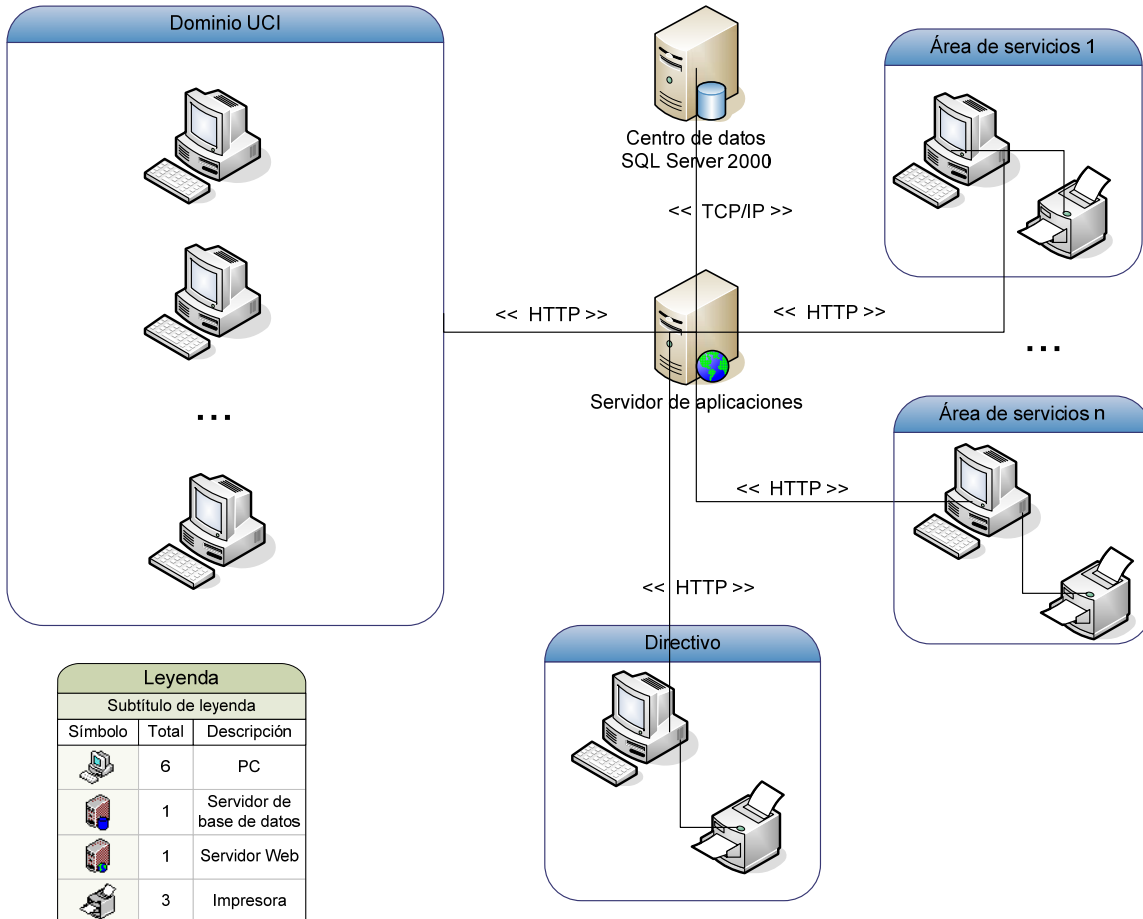 Dominio UCI
...
Centro de datos
SQL Server 2000
<< TCP/IP >>
Servidor de aplicaciones
<< HTTP >>
<< HTTP >>
Área de servicios 1
...
Área de servicios n
<< HTTP >>
<< HTTP >>
Directivo
Leyenda
Subtítulo de leyenda
Símbolo Total Descripción
6 PC
1 Servidor de
base de datos
1 Servidor Web
3 Impresora